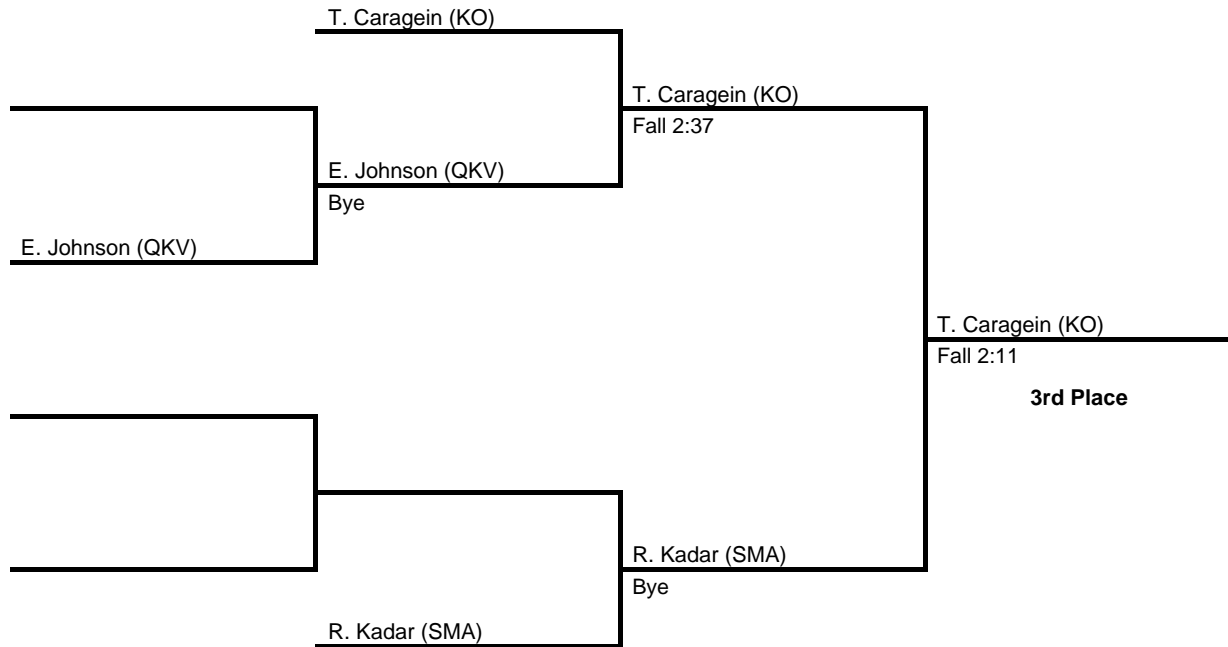 T. Caragein (KO)
T. Caragein (KO)
Fall 2:37
E. Johnson (QKV)
Bye
E. Johnson (QKV)
T. Caragein (KO)
Fall 2:11
3rd Place
R. Kadar (SMA)
Bye
R. Kadar (SMA)